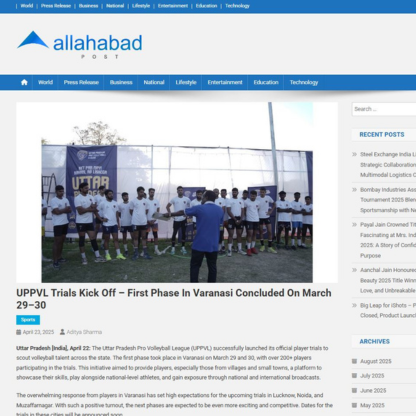 World | Press Release | Business | National | Lifestyle | Entertainment | Education | Technology
allahabad
POST
World Press Release Business National Lifestyle Entertainment Education Technology
Search ...
UTTAR
UPPVL Trials Kick Off – First Phase In Varanasi Concluded On March
29–30
Sports
April 23, 2025 Aditya Sharma
Uttar Pradesh [India], April 22: The Uttar Pradesh Pro Volleyball League (UPPVL) successfully launched its official player trials to
scout volleyball talent across the state. The first phase took place in Varanasi on March 29 and 30, with over 200+ players
participating in the trials. This initiative aimed to provide players, especially those from villages and small towns, a platform to
showcase their skills, play alongside national-level athletes, and gain exposure through national and international broadcasts.
The overwhelming response from players in Varanasi has set high expectations for the upcoming trials in Lucknow, Noida, and
Muzaffarnagar. With such a positive turnout, the next phases are expected to be even more exciting and competitive. Dates for the
trials in these cities will be announced soon.
RECENT POSTS
Steel Exchange India Li
Strategic Collaboration
Multimodal Logistics C
Bombay Industries Ass
Tournament 2025 Blen
Sportsmanship with Ne
Payal Jain Crowned Titl
Fascinating at Mrs. Indi
2025: A Story of Confid
Purpose
Aanchal Jain Honoured
Beauty 2025 Title Winn
Love, and Unbreakable
Big Leap for iShots – P
Closed, Product Launch
ARCHIVES
August 2025
July 2025
June 2025
May 2025